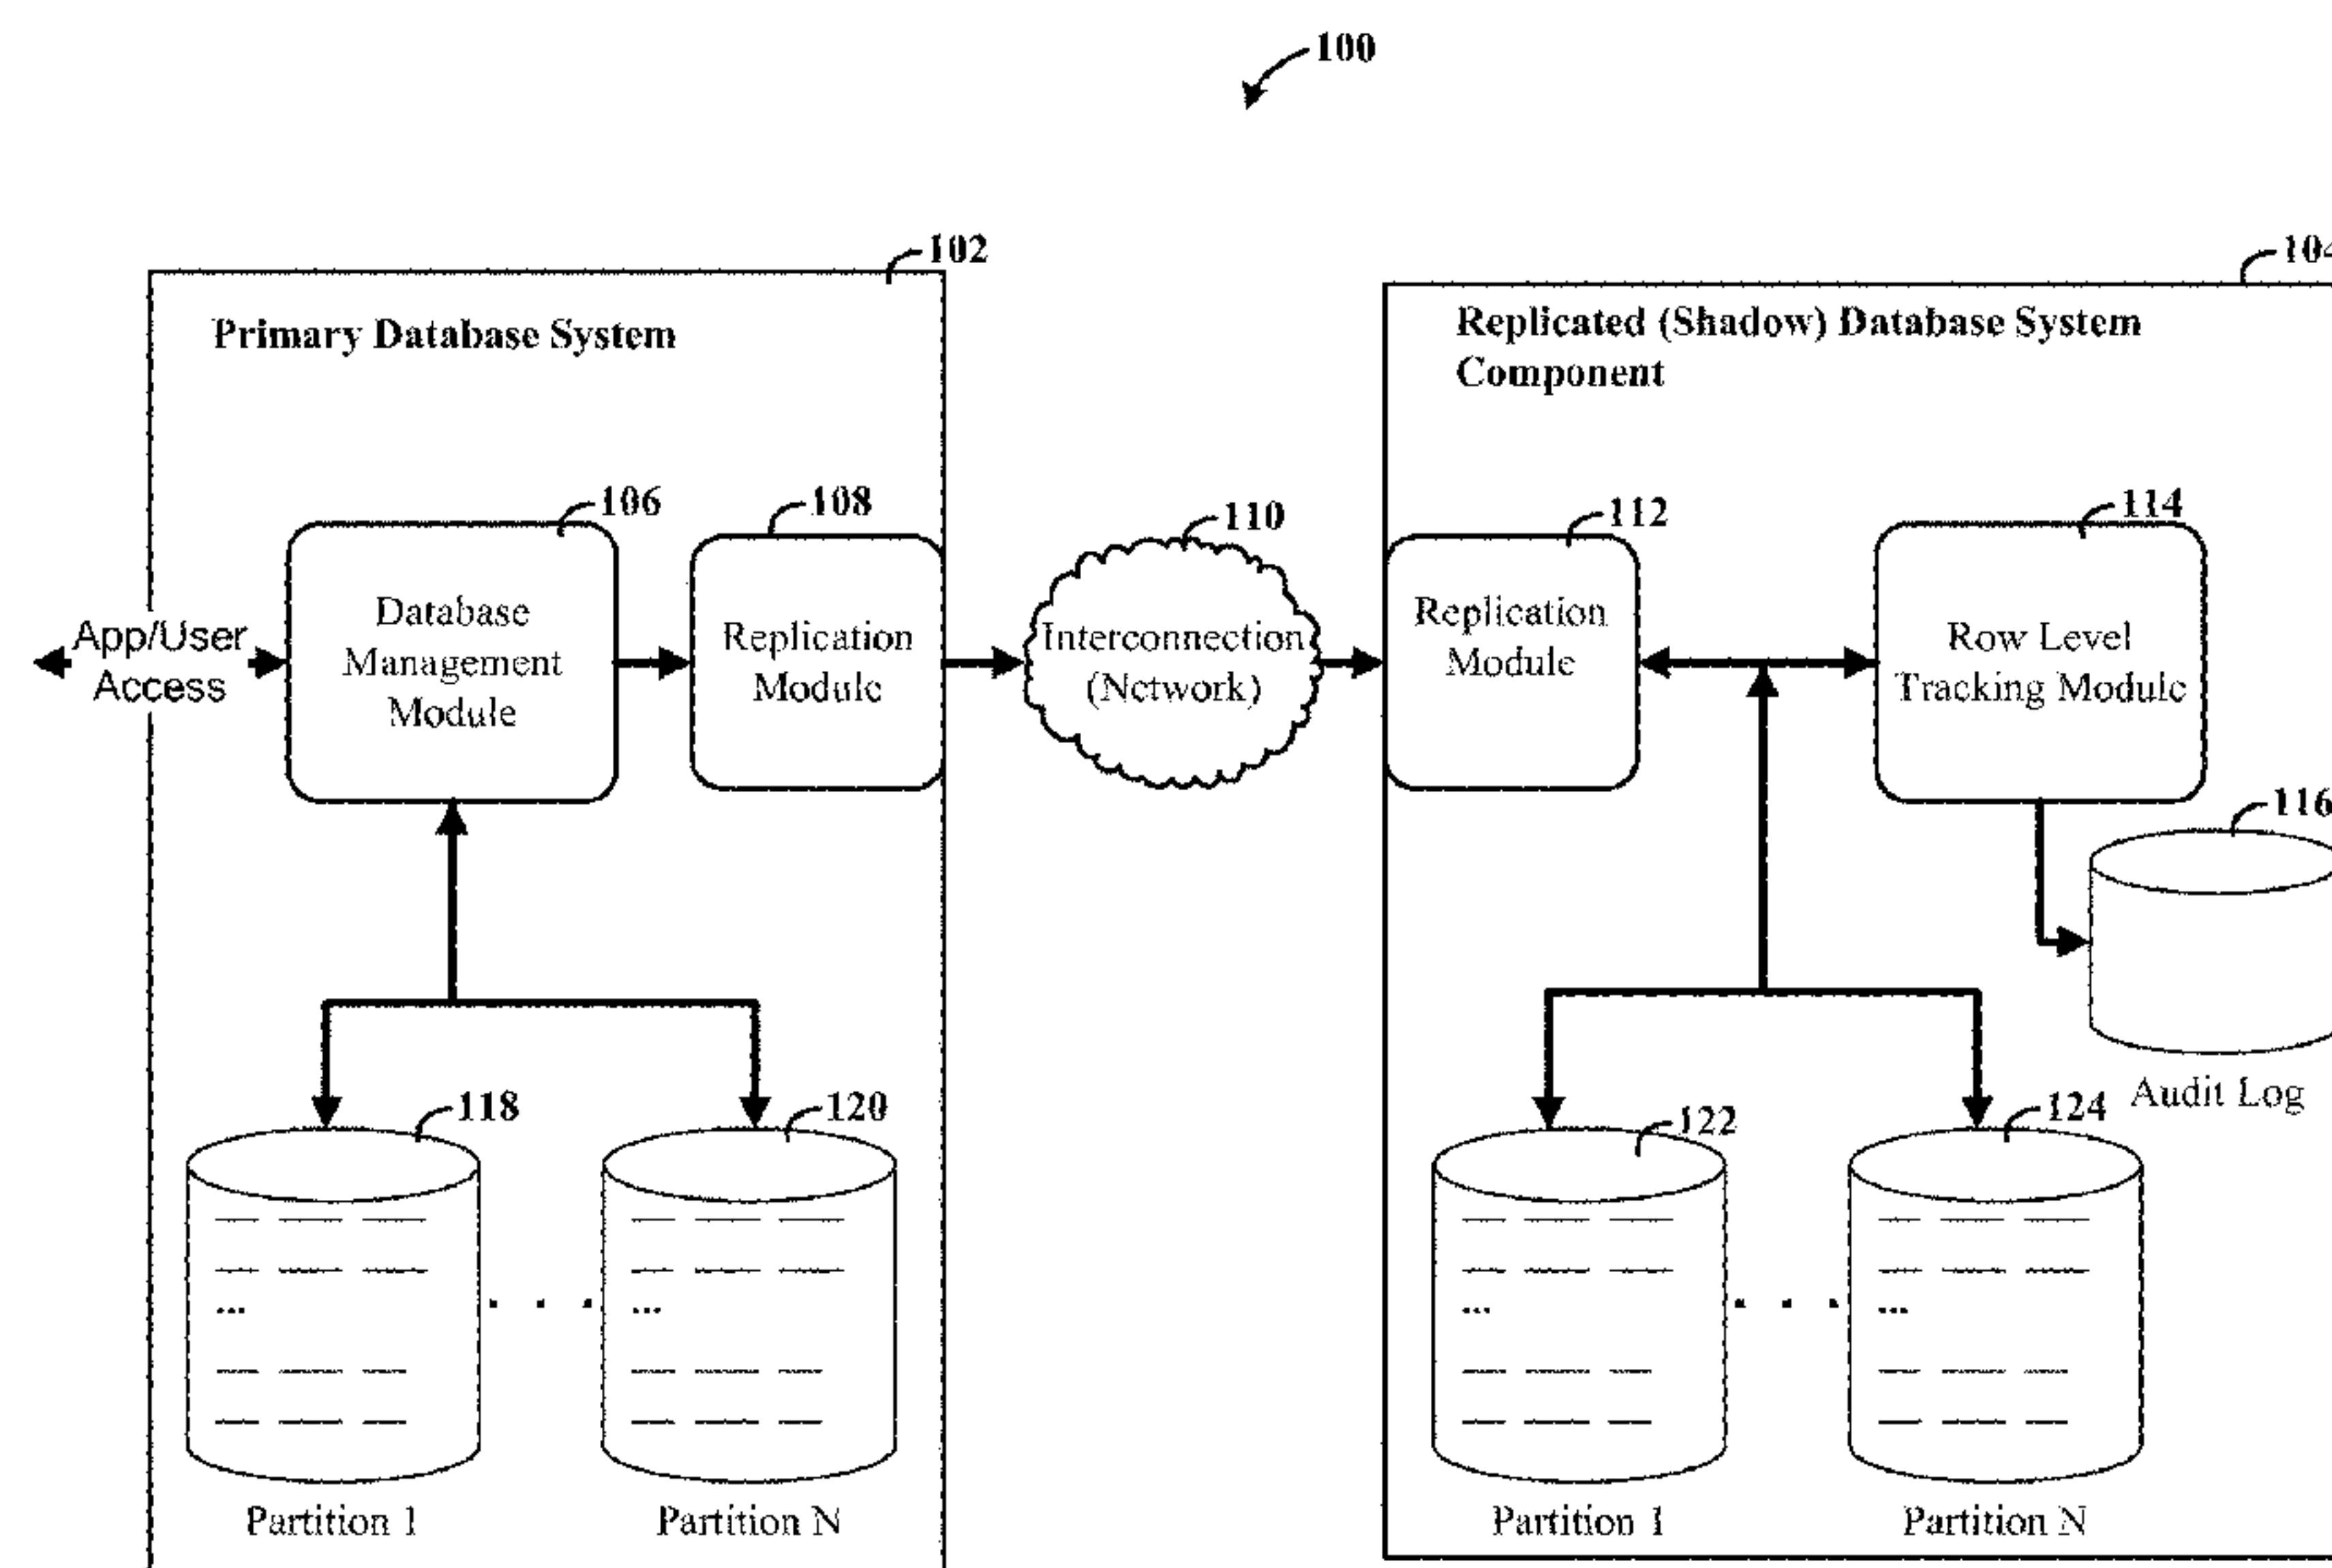 100
102
104
Primary Database System
Replicated (Shadow) Database System
Component
106
108
110
112
114
App/User
Access
Database
Management
Module
Replication
Module
Interconnection
(Network)
Replication
Module
Row Level
Tracking Module
116
Audit Log
118
120
122
124
...
...
...
...
Partition 1
Partition N
Partition 1
Partition N